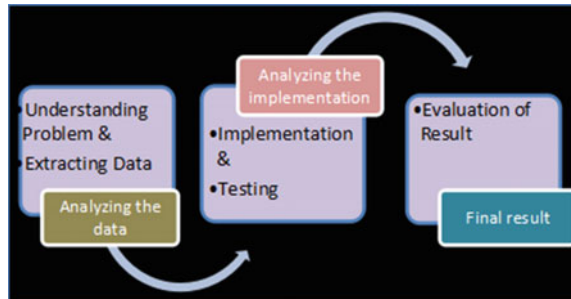 •Understanding
Problem &
•Extracting Data
Analyzing the
data
Analyzing the
implementation
•Implementation
&
•Testing
•Evaluation of
Result
Final result